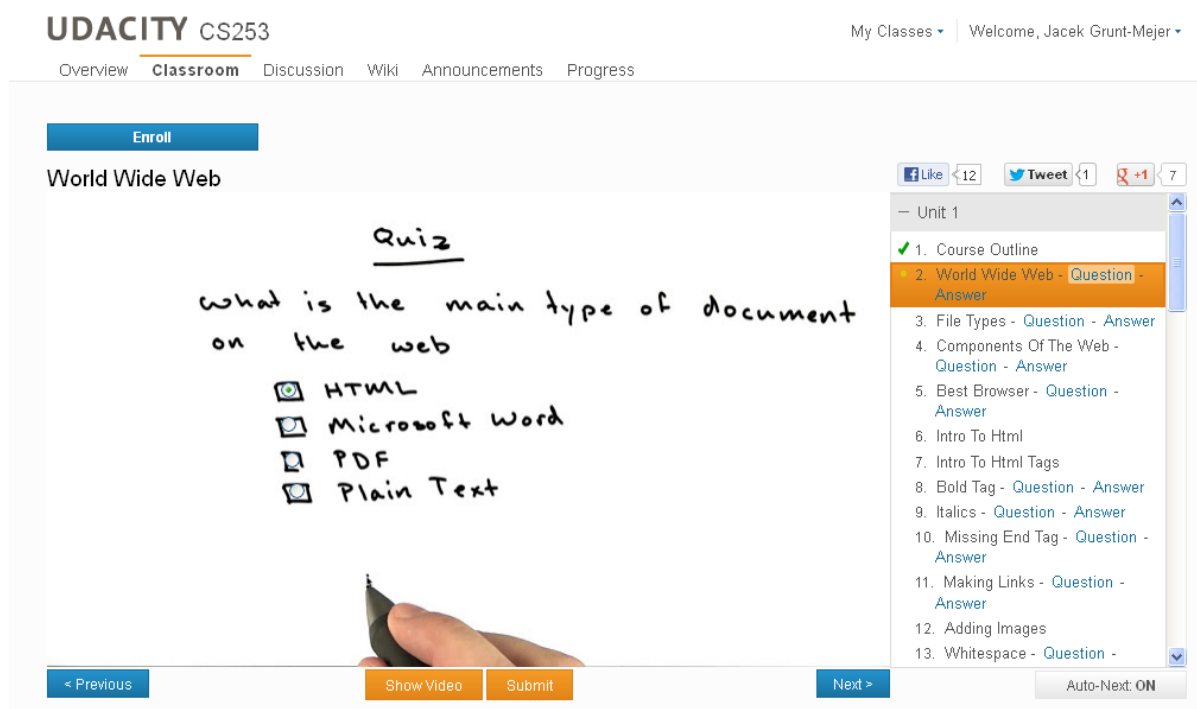 UDACITY CS253
My Classes
Welcome, Jacek Grunt-Mejer
Overview Classroom Discussion Wiki Announcements Progress
Enroll
World Wide Web
Like 12 Tweet 1 +1 7
Quiz
What is the main type of document
on the web
HTML
Microsoft Word
PDF
Plain Text
Unit 1
1. Course Outline
2. World Wide Web - Question -
Answer
3. File Types - Question - Answer
4. Components Of The Web -
Question - Answer
5. Best Browser - Question -
Answer
6. Intro To Html
7. Intro To Html Tags
8. Bold Tag - Question - Answer
9. Italics - Question - Answer
10. Missing End Tag - Question -
Answer
11. Making Links - Question -
Answer
12. Adding Images
13. Whitespace - Question -
< Previous
Show Video
Submit
Next >
Auto-Next: ON